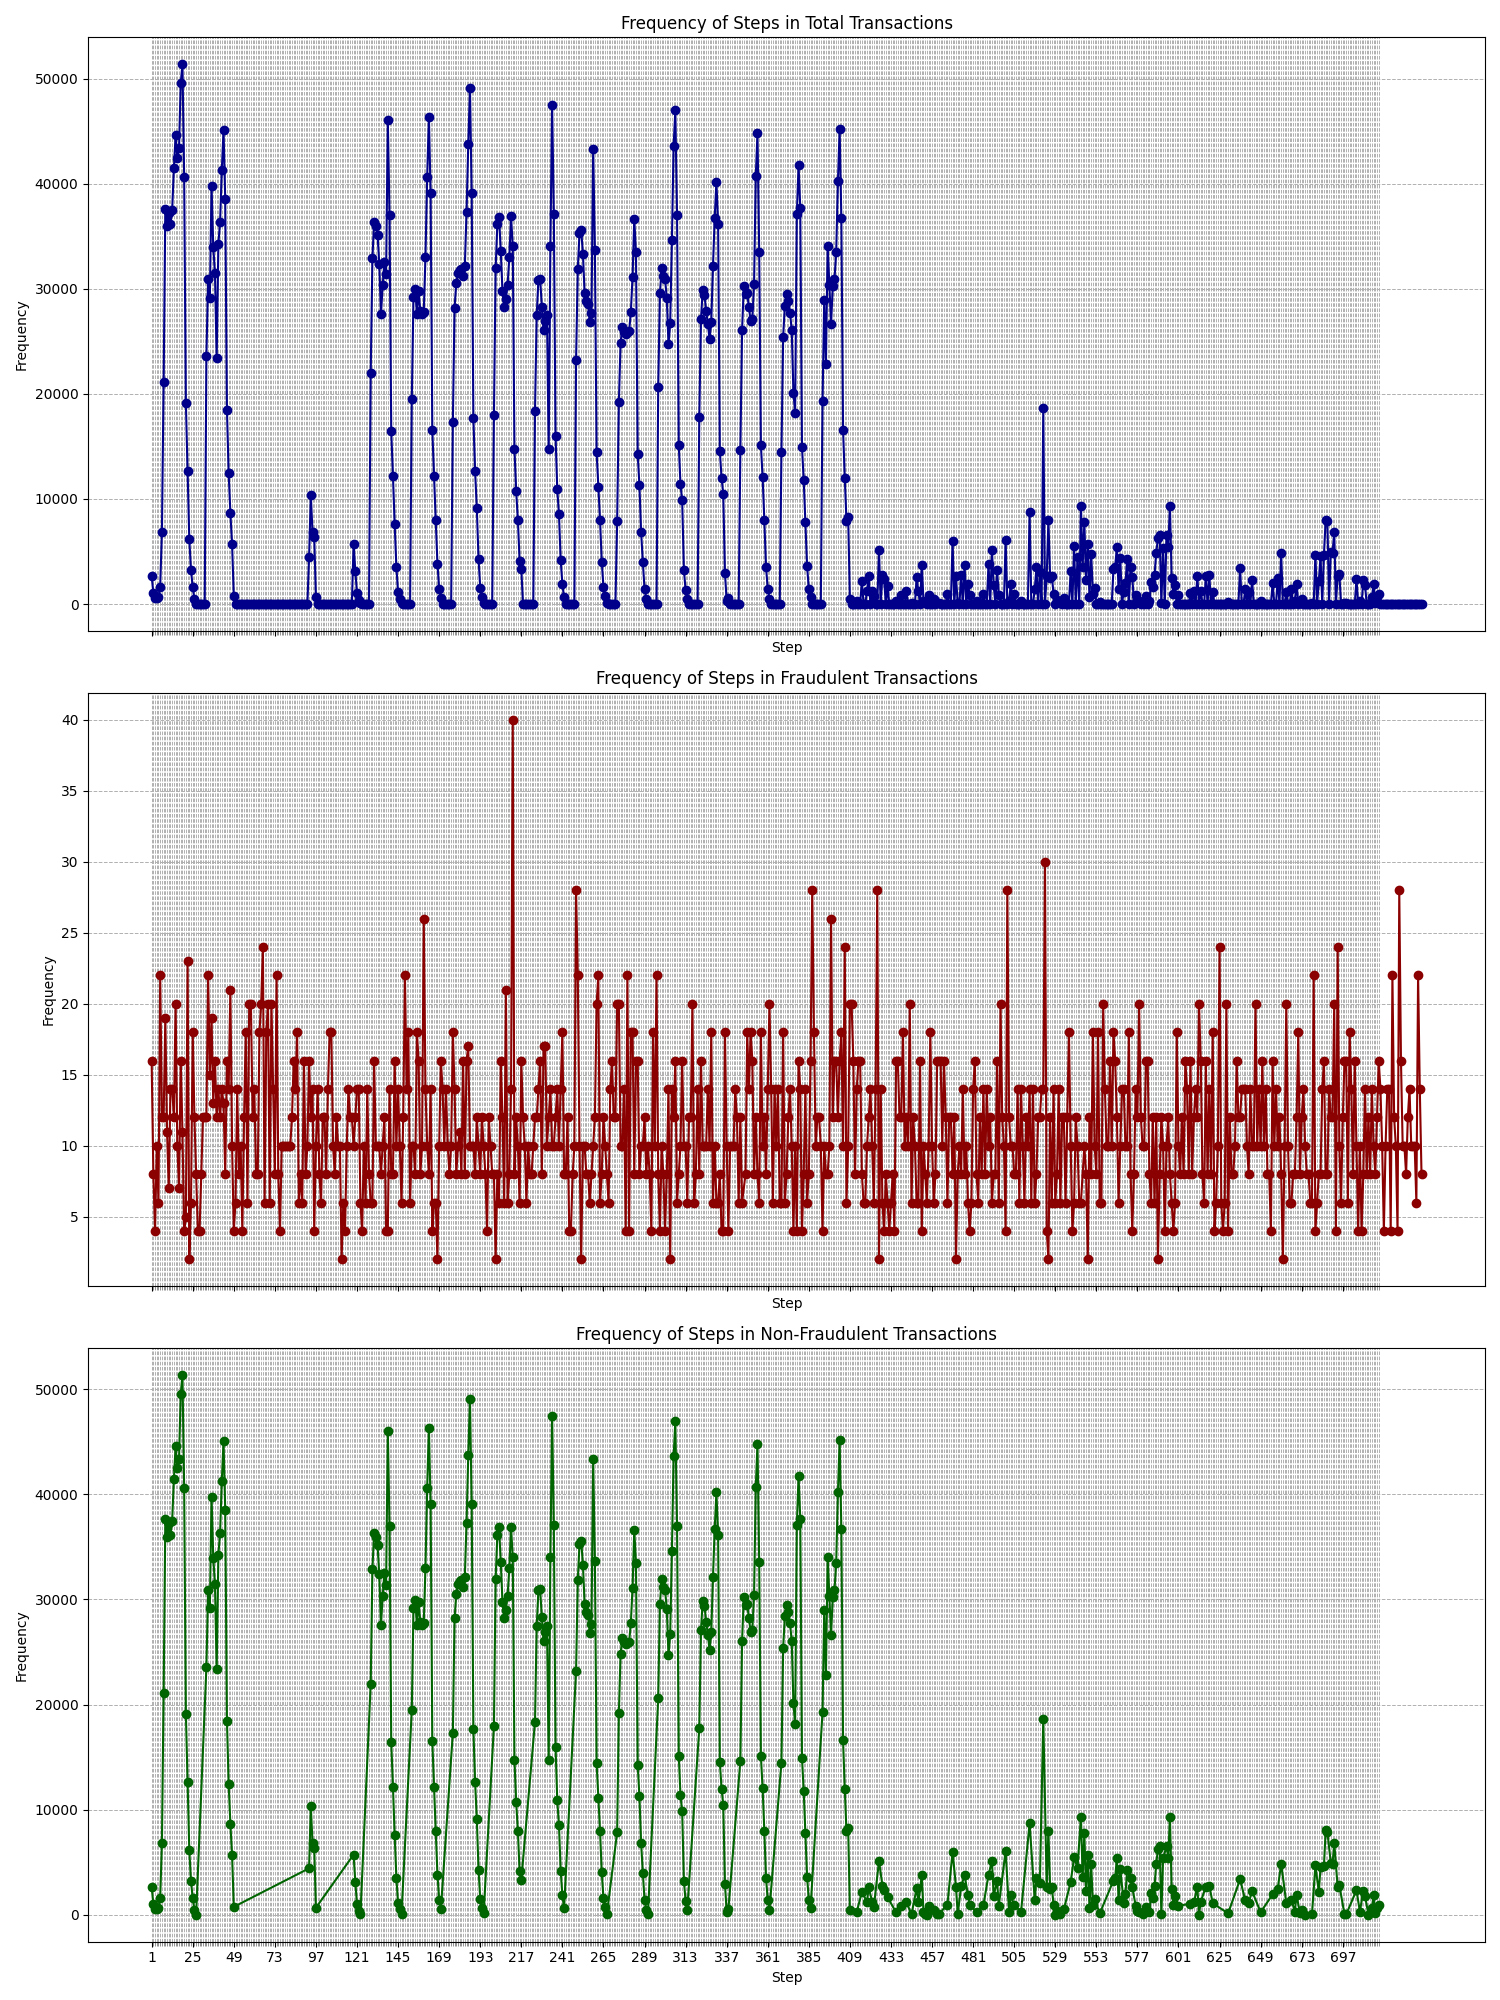 Frequency of Steps in Total Transactions
50000
40000
30000
20000
10000
0
Frequency
Step
Frequency of Steps in Fraudulent Transactions
40
35
30
25
20
15
10
5
Frequency
Step
Frequency of Steps in Non-Fraudulent Transactions
50000
40000
30000
20000
10000
0
Frequency
1 25 49 73 97 121 145 169 193 217 241 265 289 313 337 361 385 409 433 457 481 505 529 553 577 601 625 649 673 697
Step